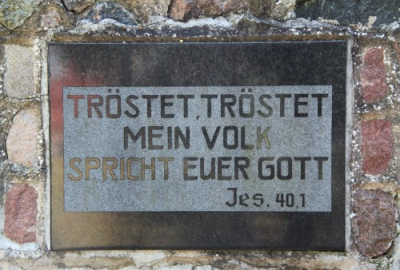 TRÖSTET, TRÖSTET
MEIN VOLK
SPRICHT EUER GOTT
Jes. 40,1